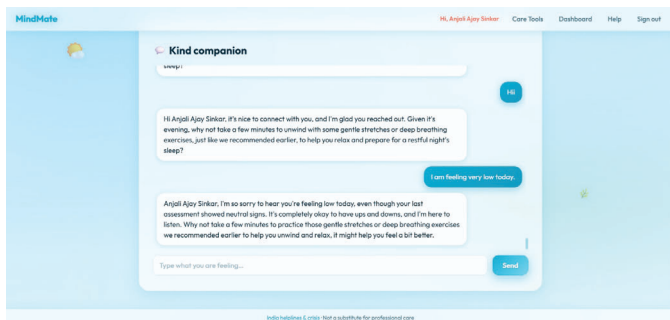 MindMate
Hi, Anjali Ajay Sinkar Care Tools Dashboard Help Sign out
Kind companion
sleep?
Hii
Hi Anjali Ajay Sinkar, it's nice to connect with you, and I'm glad you reached out. Given it's
evening, why not take a few minutes to unwind with some gentle stretches or deep breathing
exercises, just like we recommended earlier, to help you relax and prepare for a restful night's
sleep?
I am feeling very low today.
Anjali Ajay Sinkar, I'm so sorry to hear you're feeling low today, even though your last
assessment showed neutral signs. It's completely okay to have ups and downs, and I'm here to
listen. Why not take a few minutes to practice those gentle stretches or deep breathing exercises
we recommended earlier to help you unwind and relax, it might help you feel a bit better.
Type what you are feeling...
Send
India helplines & crisis · Not a substitute for professional care